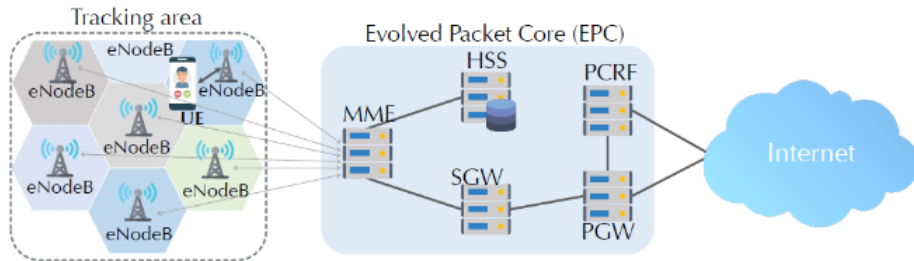 Tracking area
eNodeB
eNodeB
eNodeB
UE
eNodeB
eNodeB
eNodeB
eNodeB
Evolved Packet Core (EPC)
HSS
PCRF
MME
SGW
PGW
Internet